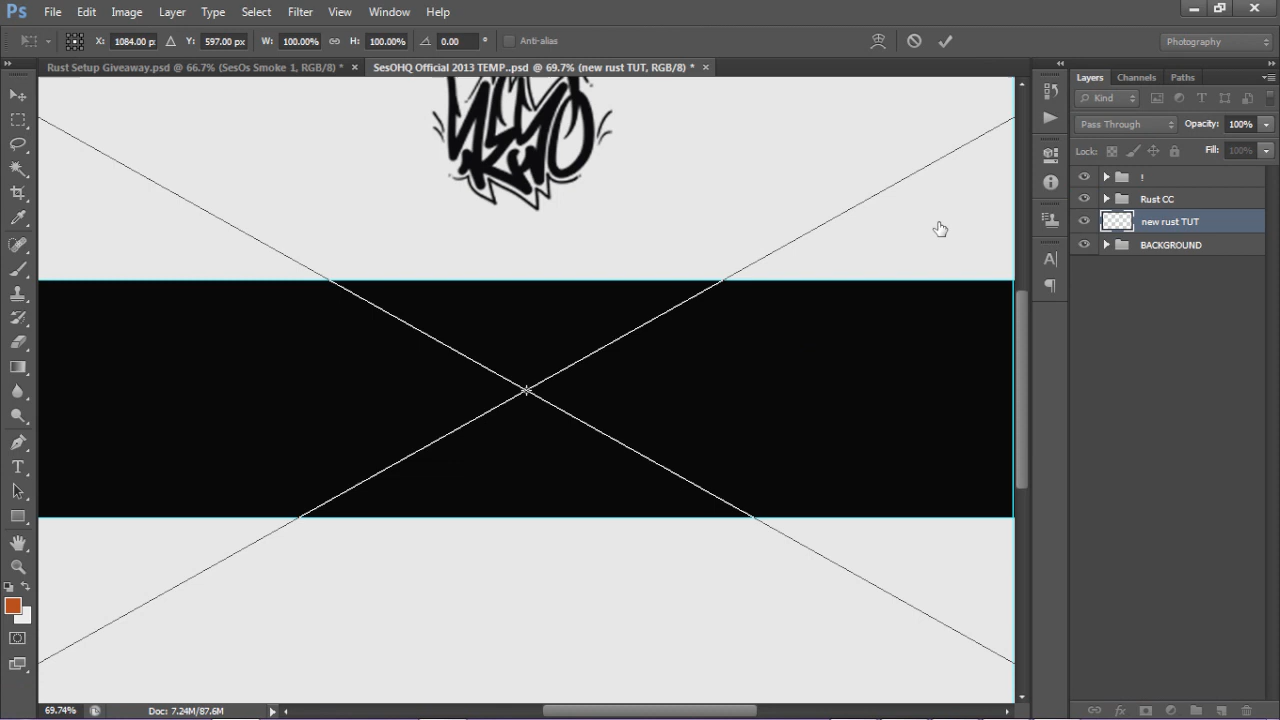 Ps File Edit Image Layer Type Select Filter View Window Help
X: 1084.00 px Y: 597.00 px W: 100.00% H: 100.00% 0.00 ° Anti-alias Photography
Rust Setup Giveaway.psd @ 66.7% (SesOs Smoke 1, RGB/8) * × SesOHQ Official 2013 TEMP..psd @ 69.7% (new rust TUT, RGB/8) * ×
Layers Channels Paths
Kind
Pass Through Opacity: 100%
Lock: Fill: 100%
!
Rust CC
new rust TUT
BACKGROUND
69.74% Doc: 7.24M/87.6M